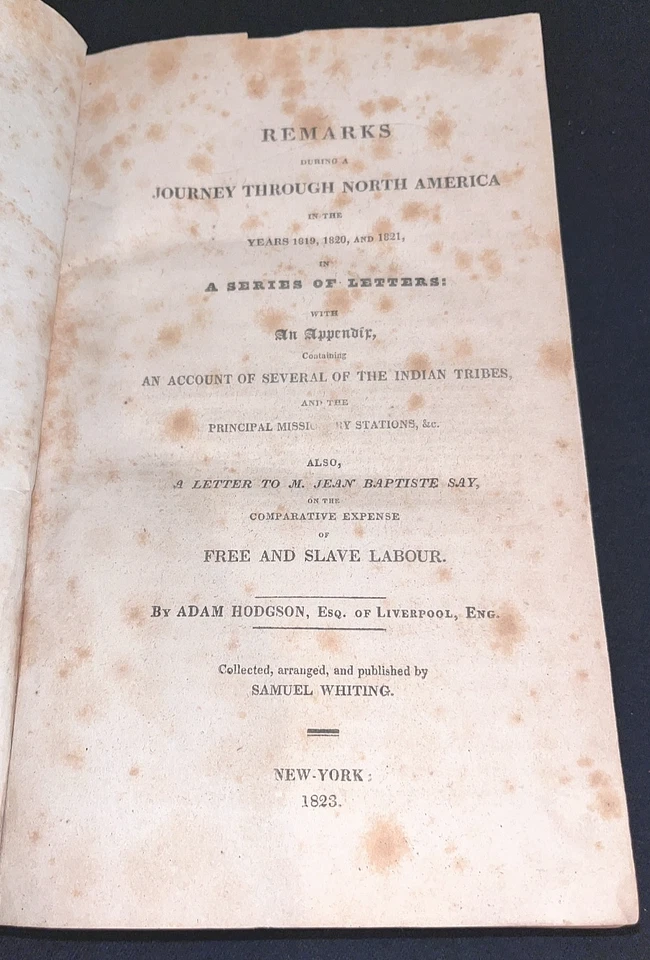 REMARKS
DURING A
JOURNEY THROUGH NORTH AMERICA
IN THE
YEARS 1819, 1820, AND 1821,
IN
A SERIES OF LETTERS:
WITH
An Appendix,
Containing
AN ACCOUNT OF SEVERAL OF THE INDIAN TRIBES,
AND THE
PRINCIPAL STATIONS, &c.
ALSO,
A LETTER TO M. JEAN BAPTISTE SAY,
ON THE
COMPARATIVE EXPENSE
OF
FREE AND SLAVE LABOUR.
By ADAM HODGSON, Esq. of Liverpool, Eng.
Collected, arranged, and published by
SAMUEL WHITING.
NEW-YORK:
1823.